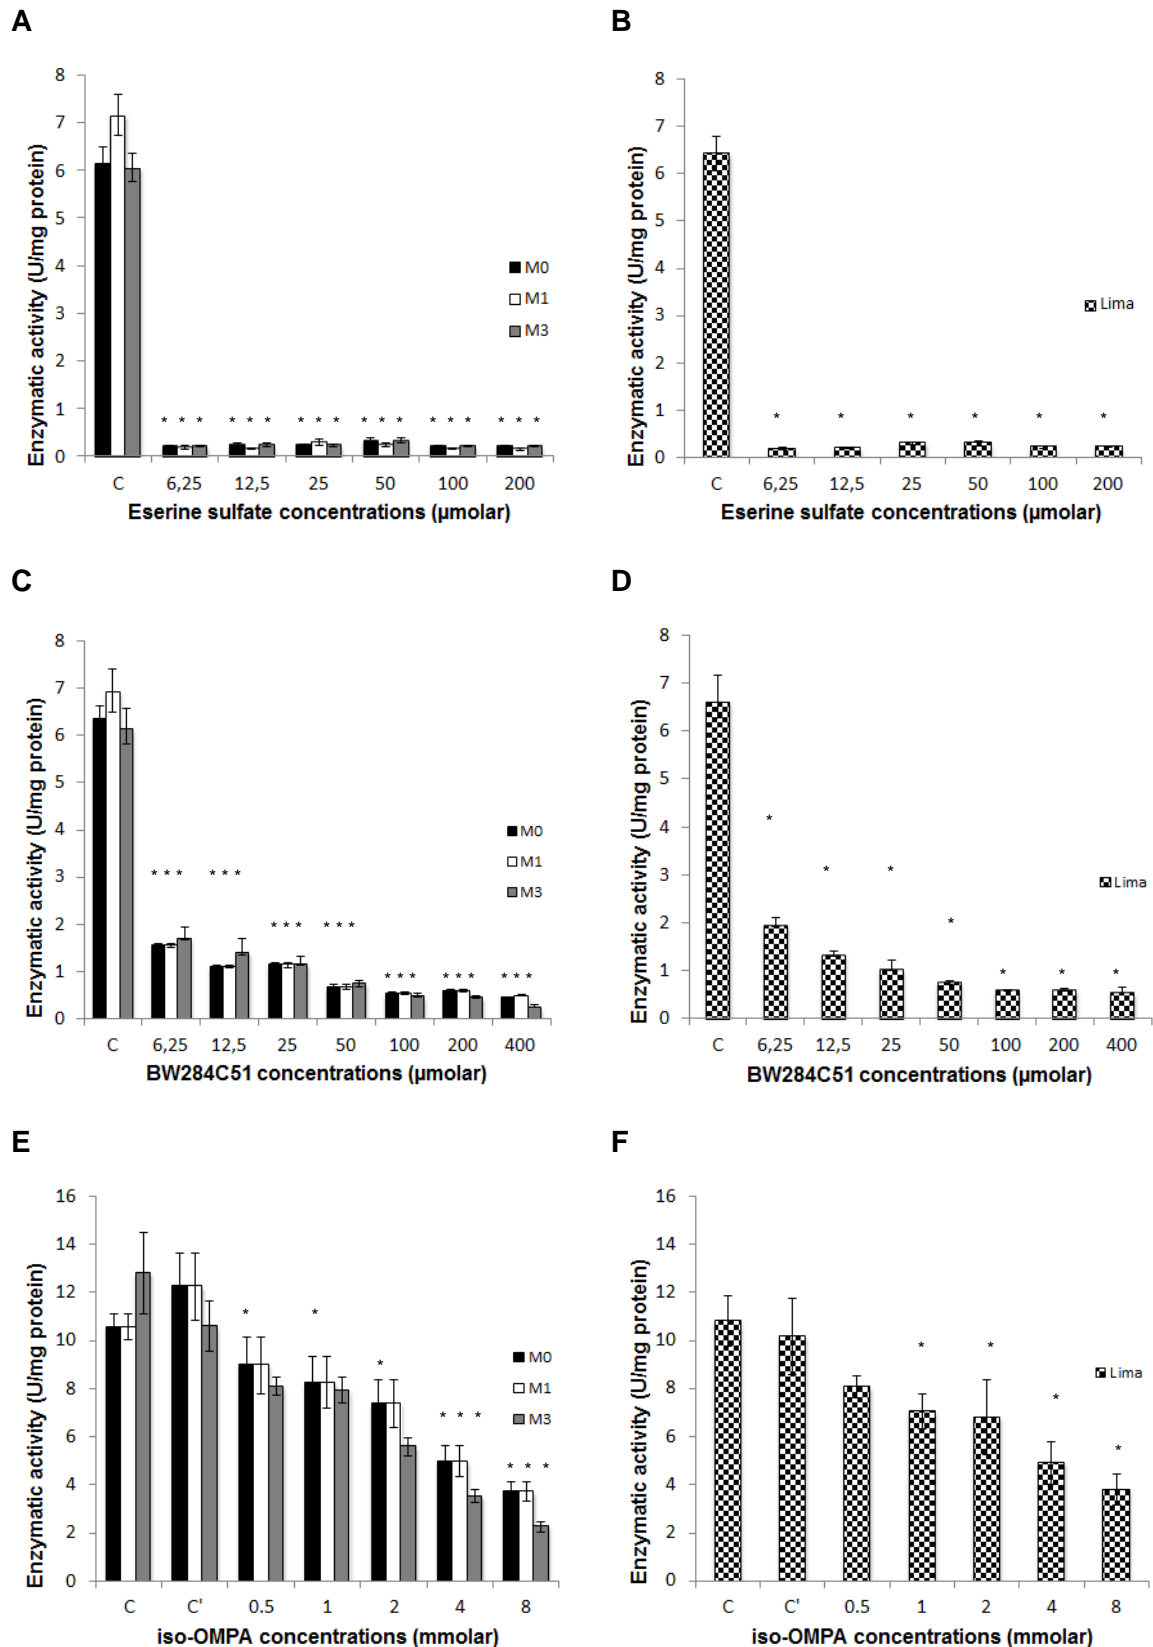 A
B
Enzymatic activity (U/mg protein)
8
7
6
5
4
3
2
1
0
* * * * * * * * * * * * * * * * * *
M0
M1
M3
C 6,25 12,5 25 50 100 200
Eserine sulfate concentrations (µmolar)
Enzymatic activity (U/mg protein)
8
7
6
5
4
3
2
1
0
* * * * * *
Lima
C 6,25 12,5 25 50 100 200
Eserine sulfate concentrations (µmolar)
C
D
Enzymatic activity (U/mg protein)
8
7
6
5
4
3
2
1
0
* * * * * *
* * * * * *
* * * * * * * * *
M0
M1
M3
C 6,25 12,5 25 50 100 200 400
BW284C51 concentrations (µmolar)
Enzymatic activity (U/mg protein)
8
7
6
5
4
3
2
1
0
*
* *
*
* * *
Lima
C 6,25 12,5 25 50 100 200 400
BW284C51 concentrations (µmolar)
E
F
Enzymatic activity (U/mg protein)
16
14
12
10
8
6
4
2
0
* *
*
* * *
* * *
M0
M1
M3
C C' 0.5 1 2 4 8
iso-OMPA concentrations (mmolar)
Enzymatic activity (U/mg protein)
16
14
12
10
8
6
4
2
0
* *
*
*
Lima
C C' 0.5 1 2 4 8
iso-OMPA concentrations (mmolar)